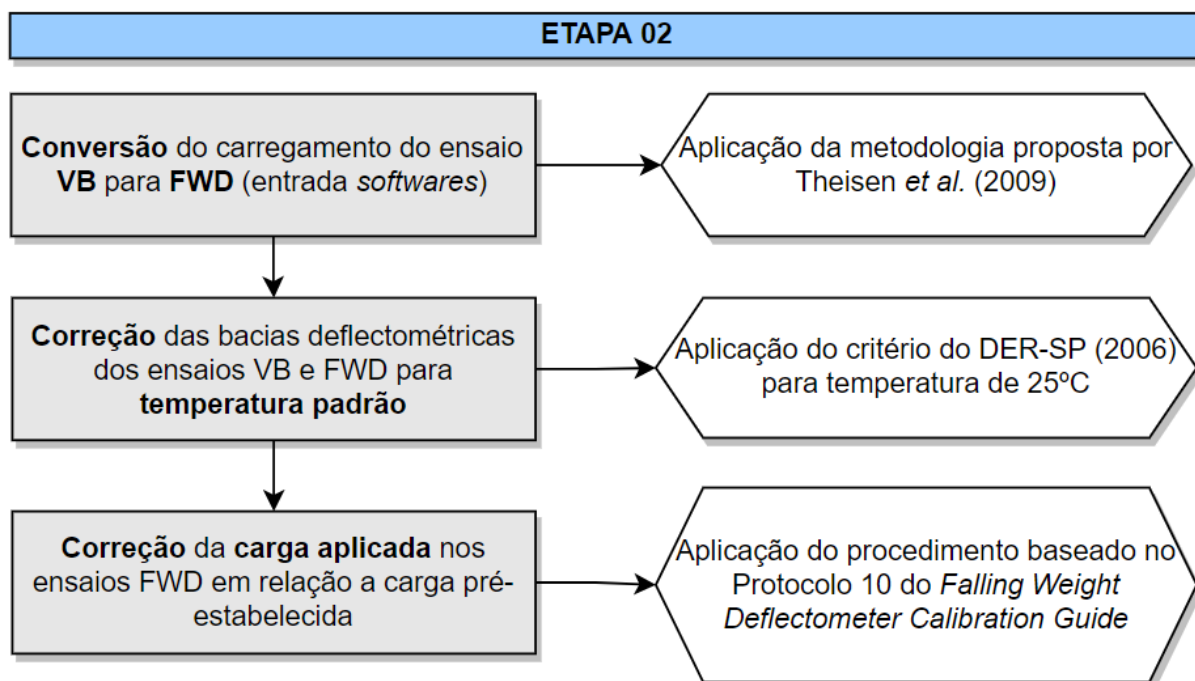 ETAPA 02
Conversão do carregamento do ensaio
VB para FWD (entrada softwares)
Aplicação da metodologia proposta por
Theisen et al. (2009)
Correção das bacias deflectométricas
dos ensaios VB e FWD para
temperatura padrão
Aplicação do critério do DER-SP (2006)
para temperatura de 25ºC
Correção da carga aplicada nos
ensaios FWD em relação a carga pré-
estabelecida
Aplicação do procedimento baseado no
Protocolo 10 do Falling Weight
Deflectometer Calibration Guide